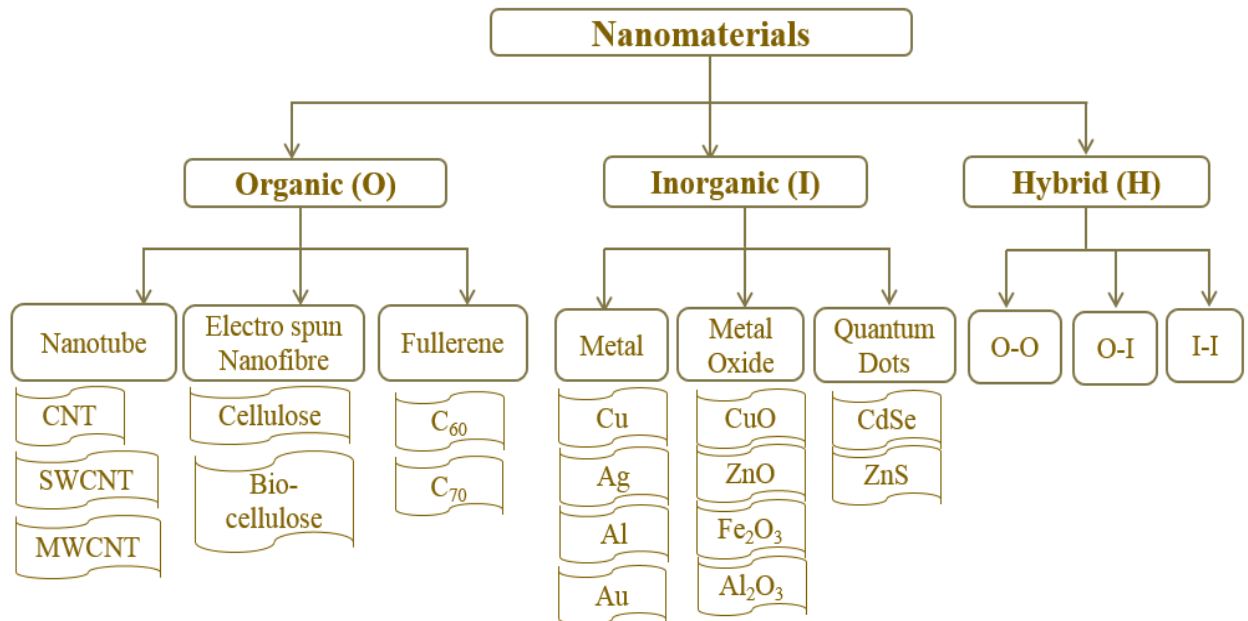 Nanomaterials
Organic (O)
Inorganic (I)
Hybrid (H)
Nanotube
Electro spun
Nanofibre
Fullerene
Metal
Metal
Oxide
Quantum
Dots
O-O
O-I
I-I
CNT
SWCNT
MWCNT
Cellulose
Bio-
cellulose
C₆₀
C₇₀
Cu
Ag
Al
Au
CuO
ZnO
Fe₂O₃
Al₂O₃
CdSe
ZnS